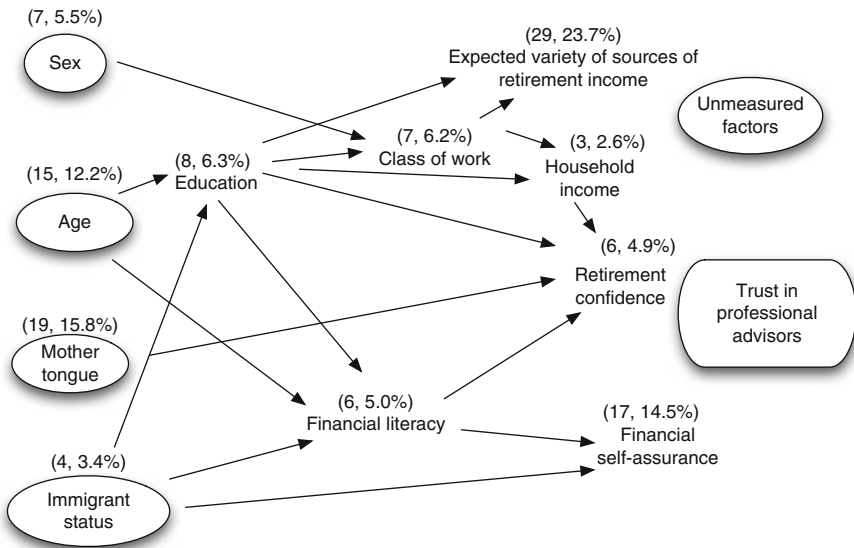 (7, 5.5%)
Sex
(29, 23.7%)
Expected variety of sources of
retirement income
Unmeasured
factors
(7, 6.2%)
Class of work
(3, 2.6%)
Household
income
(8, 6.3%)
Education
(15, 12.2%)
Age
(6, 4.9%)
Retirement
confidence
Trust in
professional
advisors
(19, 15.8%)
Mother
tongue
(6, 5.0%)
Financial literacy
(17, 14.5%)
Financial
self-assurance
(4, 3.4%)
Immigrant
status